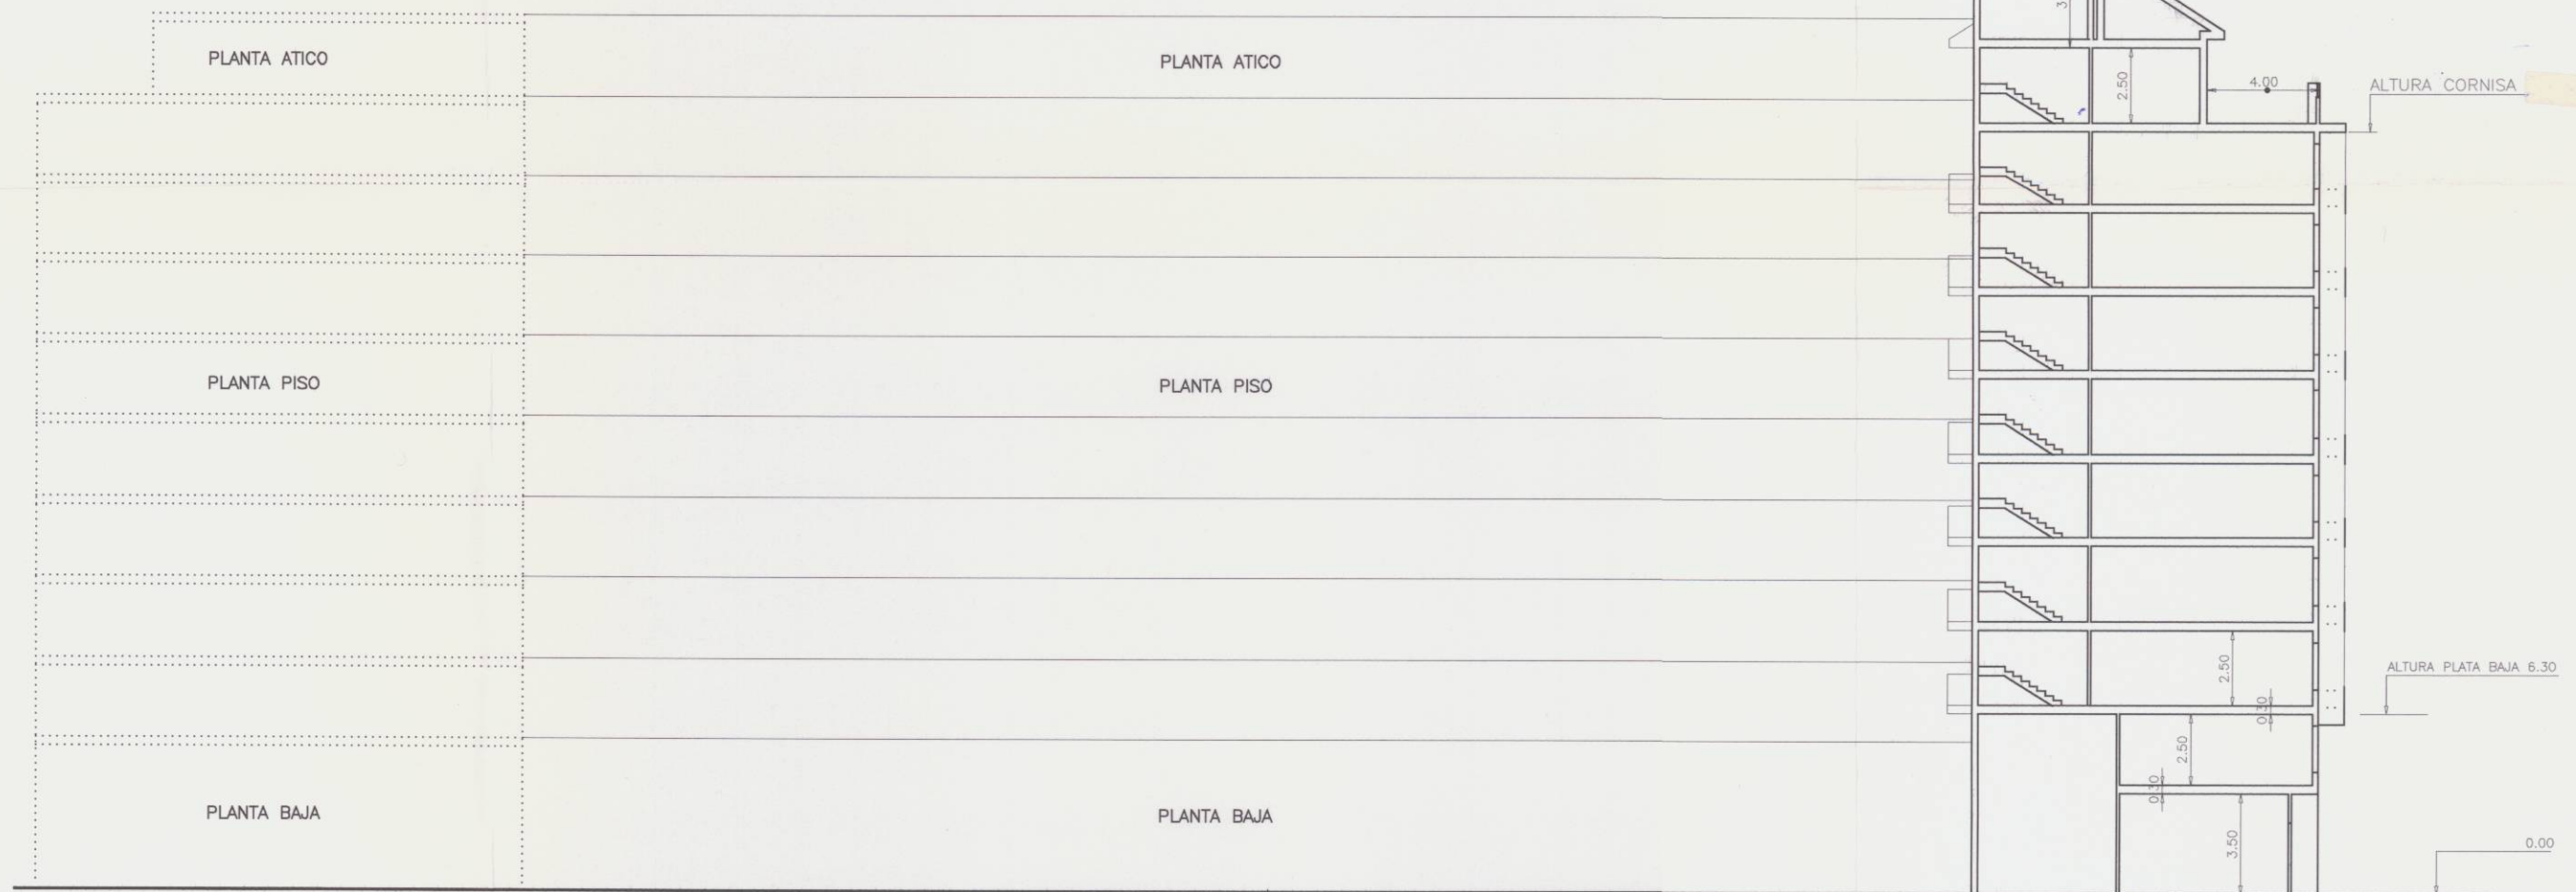 3
PLANTA ATICO
PLANTA ATICO
2.50
4.00
ALTURA CORNISA
PLANTA PISO
PLANTA PISO
2.50
ALTURA PLATA BAJA 6.30
0.30
2.50
0.30
PLANTA BAJA
PLANTA BAJA
3.50
0.00